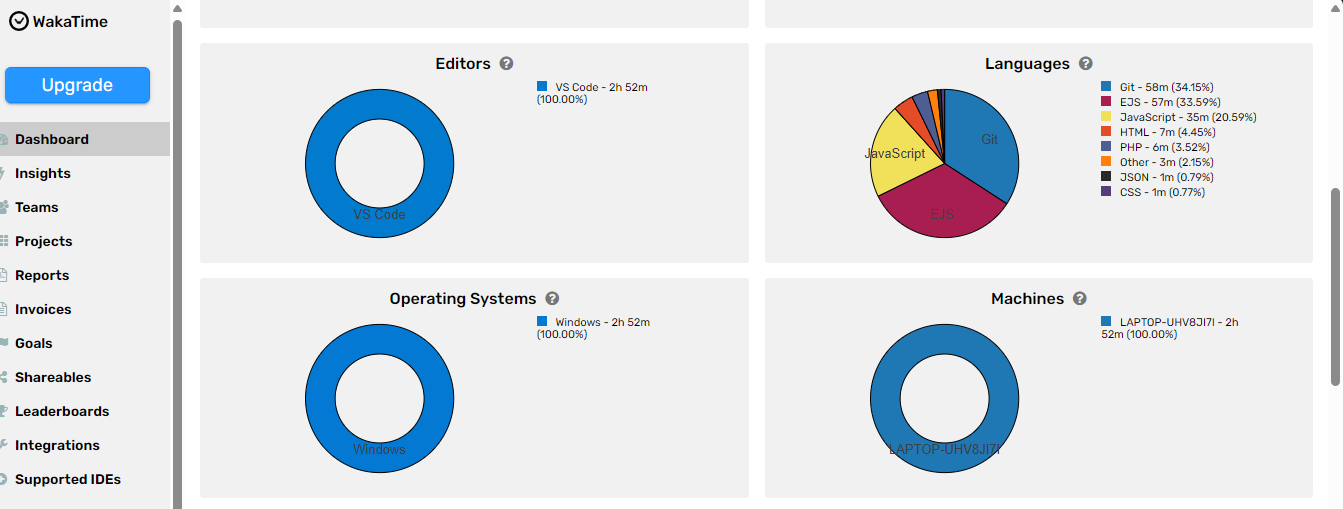 WakaTime
Upgrade
Dashboard
Insights
Teams
Projects
Reports
Invoices
Goals
Shareables
Leaderboards
Integrations
Supported IDEs
Editors ?
VS Code - 2h 52m
(100.00%)
VS Code
Languages ?
Git - 58m (34.15%)
EJS - 57m (33.59%)
JavaScript - 35m (20.59%)
HTML - 7m (4.45%)
PHP - 6m (3.52%)
Other - 3m (2.15%)
JSON - 1m (0.79%)
CSS - 1m (0.77%)
Git
JavaScript
EJS
Operating Systems ?
Windows - 2h 52m
(100.00%)
Windows
Machines ?
LAPTOP-UHV8JI7I - 2h
52m (100.00%)
LAPTOP-UHV8JI7I